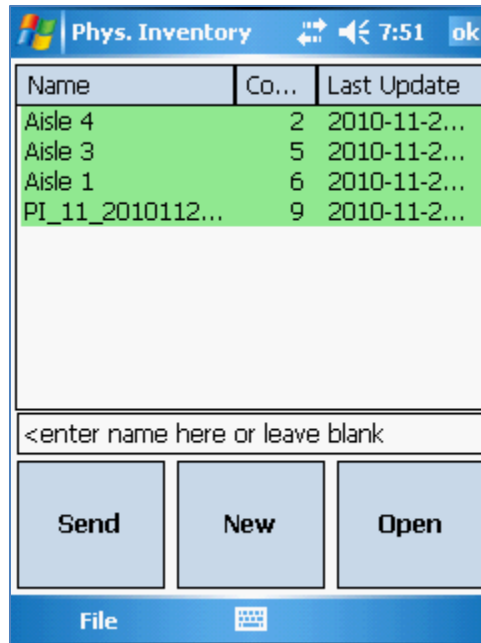 Phys. Inventory 7:51 ok
Name Co... Last Update
Aisle 4 2 2010-11-2...
Aisle 3 5 2010-11-2...
Aisle 1 6 2010-11-2...
PI_11_2010112... 9 2010-11-2...
<enter name here or leave blank
Send New Open
File